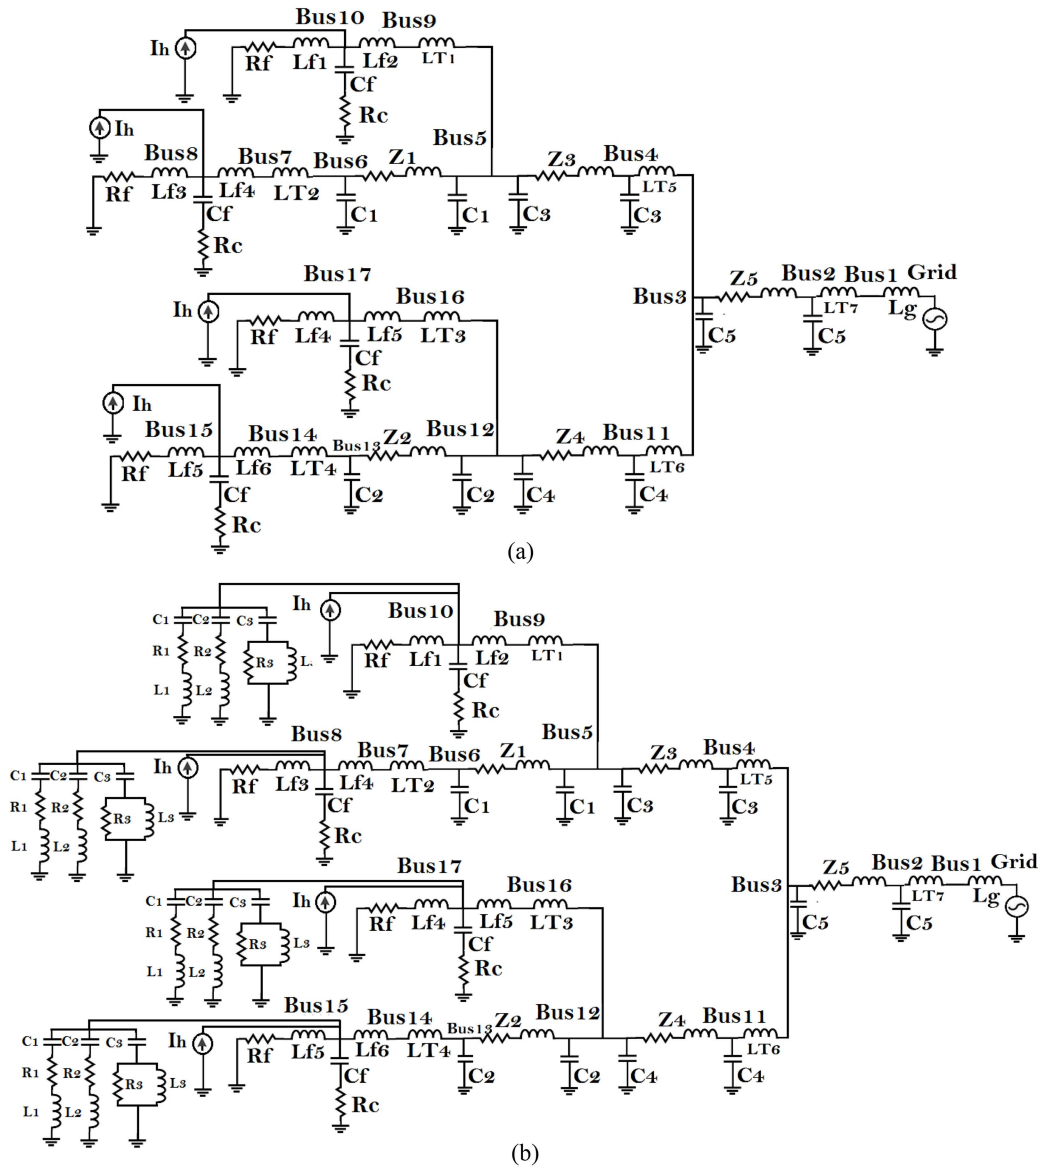 Bus10 Bus9
Ih Rf Lf1 Lf2 LT1
Cf
Rc
Ih Bus5
Bus8 Bus7 Bus6 Z1 Z3 Bus4
Rf Lf3 Lf4 LT2 LT5
Cf C1 C1 C3 C3
Rc
Bus17
Bus3 Z5 Bus2 Bus1 Grid
Ih Bus16
LT7 Lg
Rf Lf4 Lf5 LT3 C5 C5
Cf
Rc
Ih
Bus15 Bus14 Bus13 Z2 Bus12 Z4 Bus11
Rf Lf5 Lf6 LT4 LT6
Cf C2 C2 C4 C4
Rc
(a)
Ih Bus10 Bus9
C1 C2 C3
R1 R2 R3 L.
Rf Lf1 Lf2 LT1
Cf
L1 L2
Rc
Bus8 Bus5
Ih Bus7 Bus6 Z1 Z3 Bus4
C1 C2 C3
Rf Lf3 Lf4 LT2 LT5
R1 R2 R3 L3
Cf C1 C1 C3 C3
Rc
L1 L2
Bus17
Bus3 Z5 Bus2 Bus1 Grid
Ih Bus16
C1 C2 C3
LT7 Lg
Rf Lf4 Lf5 LT3
C5 C5
R1 R2 R3 L3
Cf
Rc
L1 L2
Bus15 Bus14 Bus13 Z2 Bus12 Z4 Bus11
C1 C2 C3 Ih
Rf Lf5 Lf6 LT4 LT6
R1 R2 R3 L3
Cf C2 C2 C4 C4
Rc
L1 L2
(b)